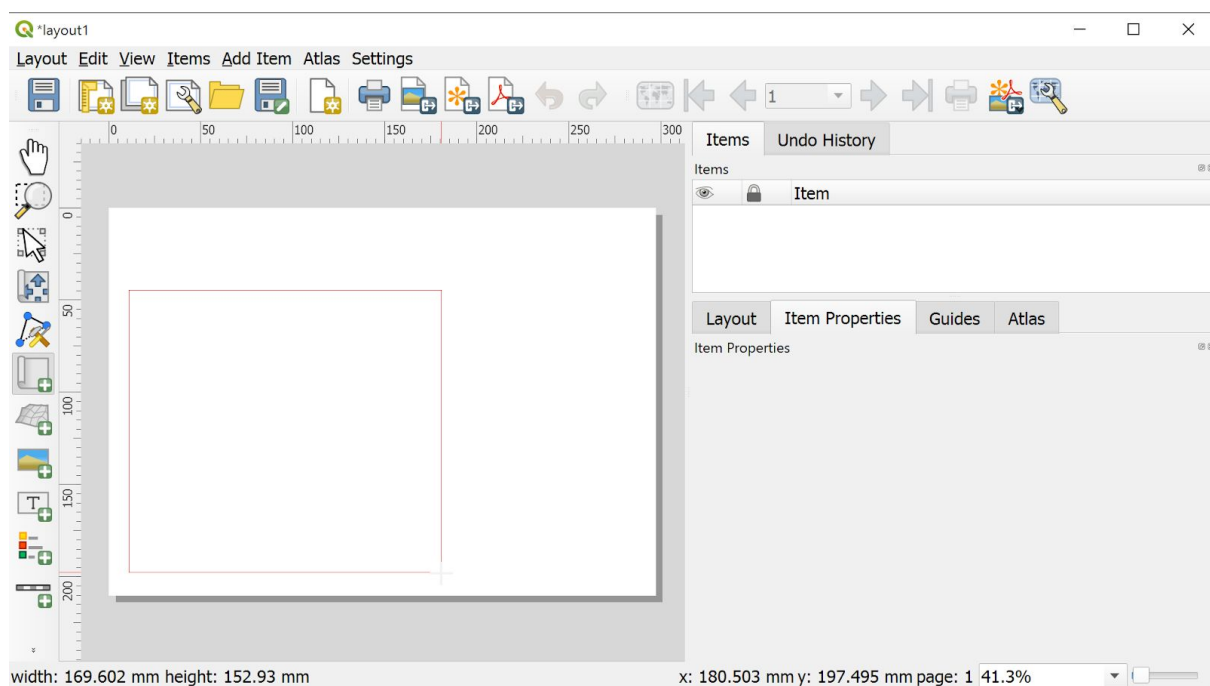 *layout1
Layout Edit View Items Add Item Atlas Settings
1
0 50 100 150 200 250 300
Items Undo History
Items
Item
0
50
Layout Item Properties Guides Atlas
Item Properties
100
T
150
200
width: 169.602 mm height: 152.93 mm x: 180.503 mm y: 197.495 mm page: 1 41.3%